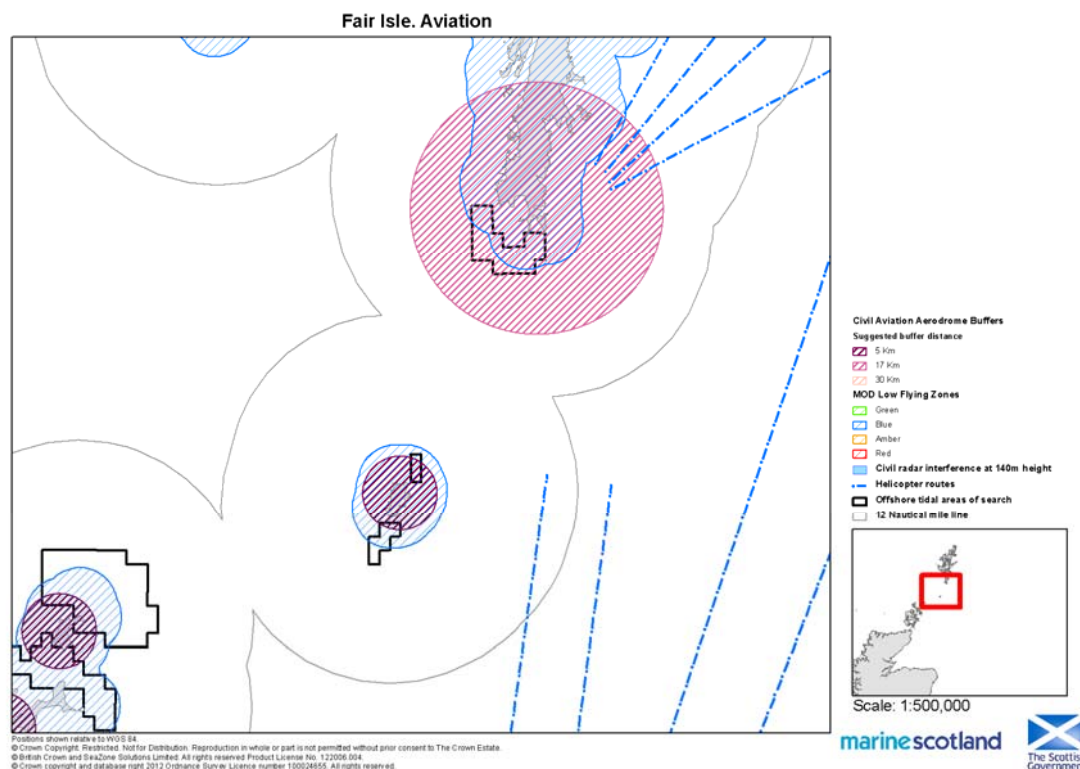 Fair Isle. Aviation
Civil Aviation Aerodrome Buffers
Suggested buffer distance
5 Km
17 Km
30 Km
MOD Low Flying Zones
Green
Blue
Amber
Red
Civil radar interference at 140m height
Helicopter routes
Offshore tidal areas of search
12 Nautical mile line
Scale: 1:500,000
Positions shown relative to WGS 84.
© Crown Copyright. Restricted. Not for Distribution. Reproduction in whole or part is not permitted without prior consent to The Crown Estate.
© British Crown and SeaZone Solutions Limited. All rights reserved Product License No. 122006.004.
© Crown copyright and database right 2012 Ordnance Survey Licence number 100024655. All rights reserved.
marinescotland
The Scottis
Governmen